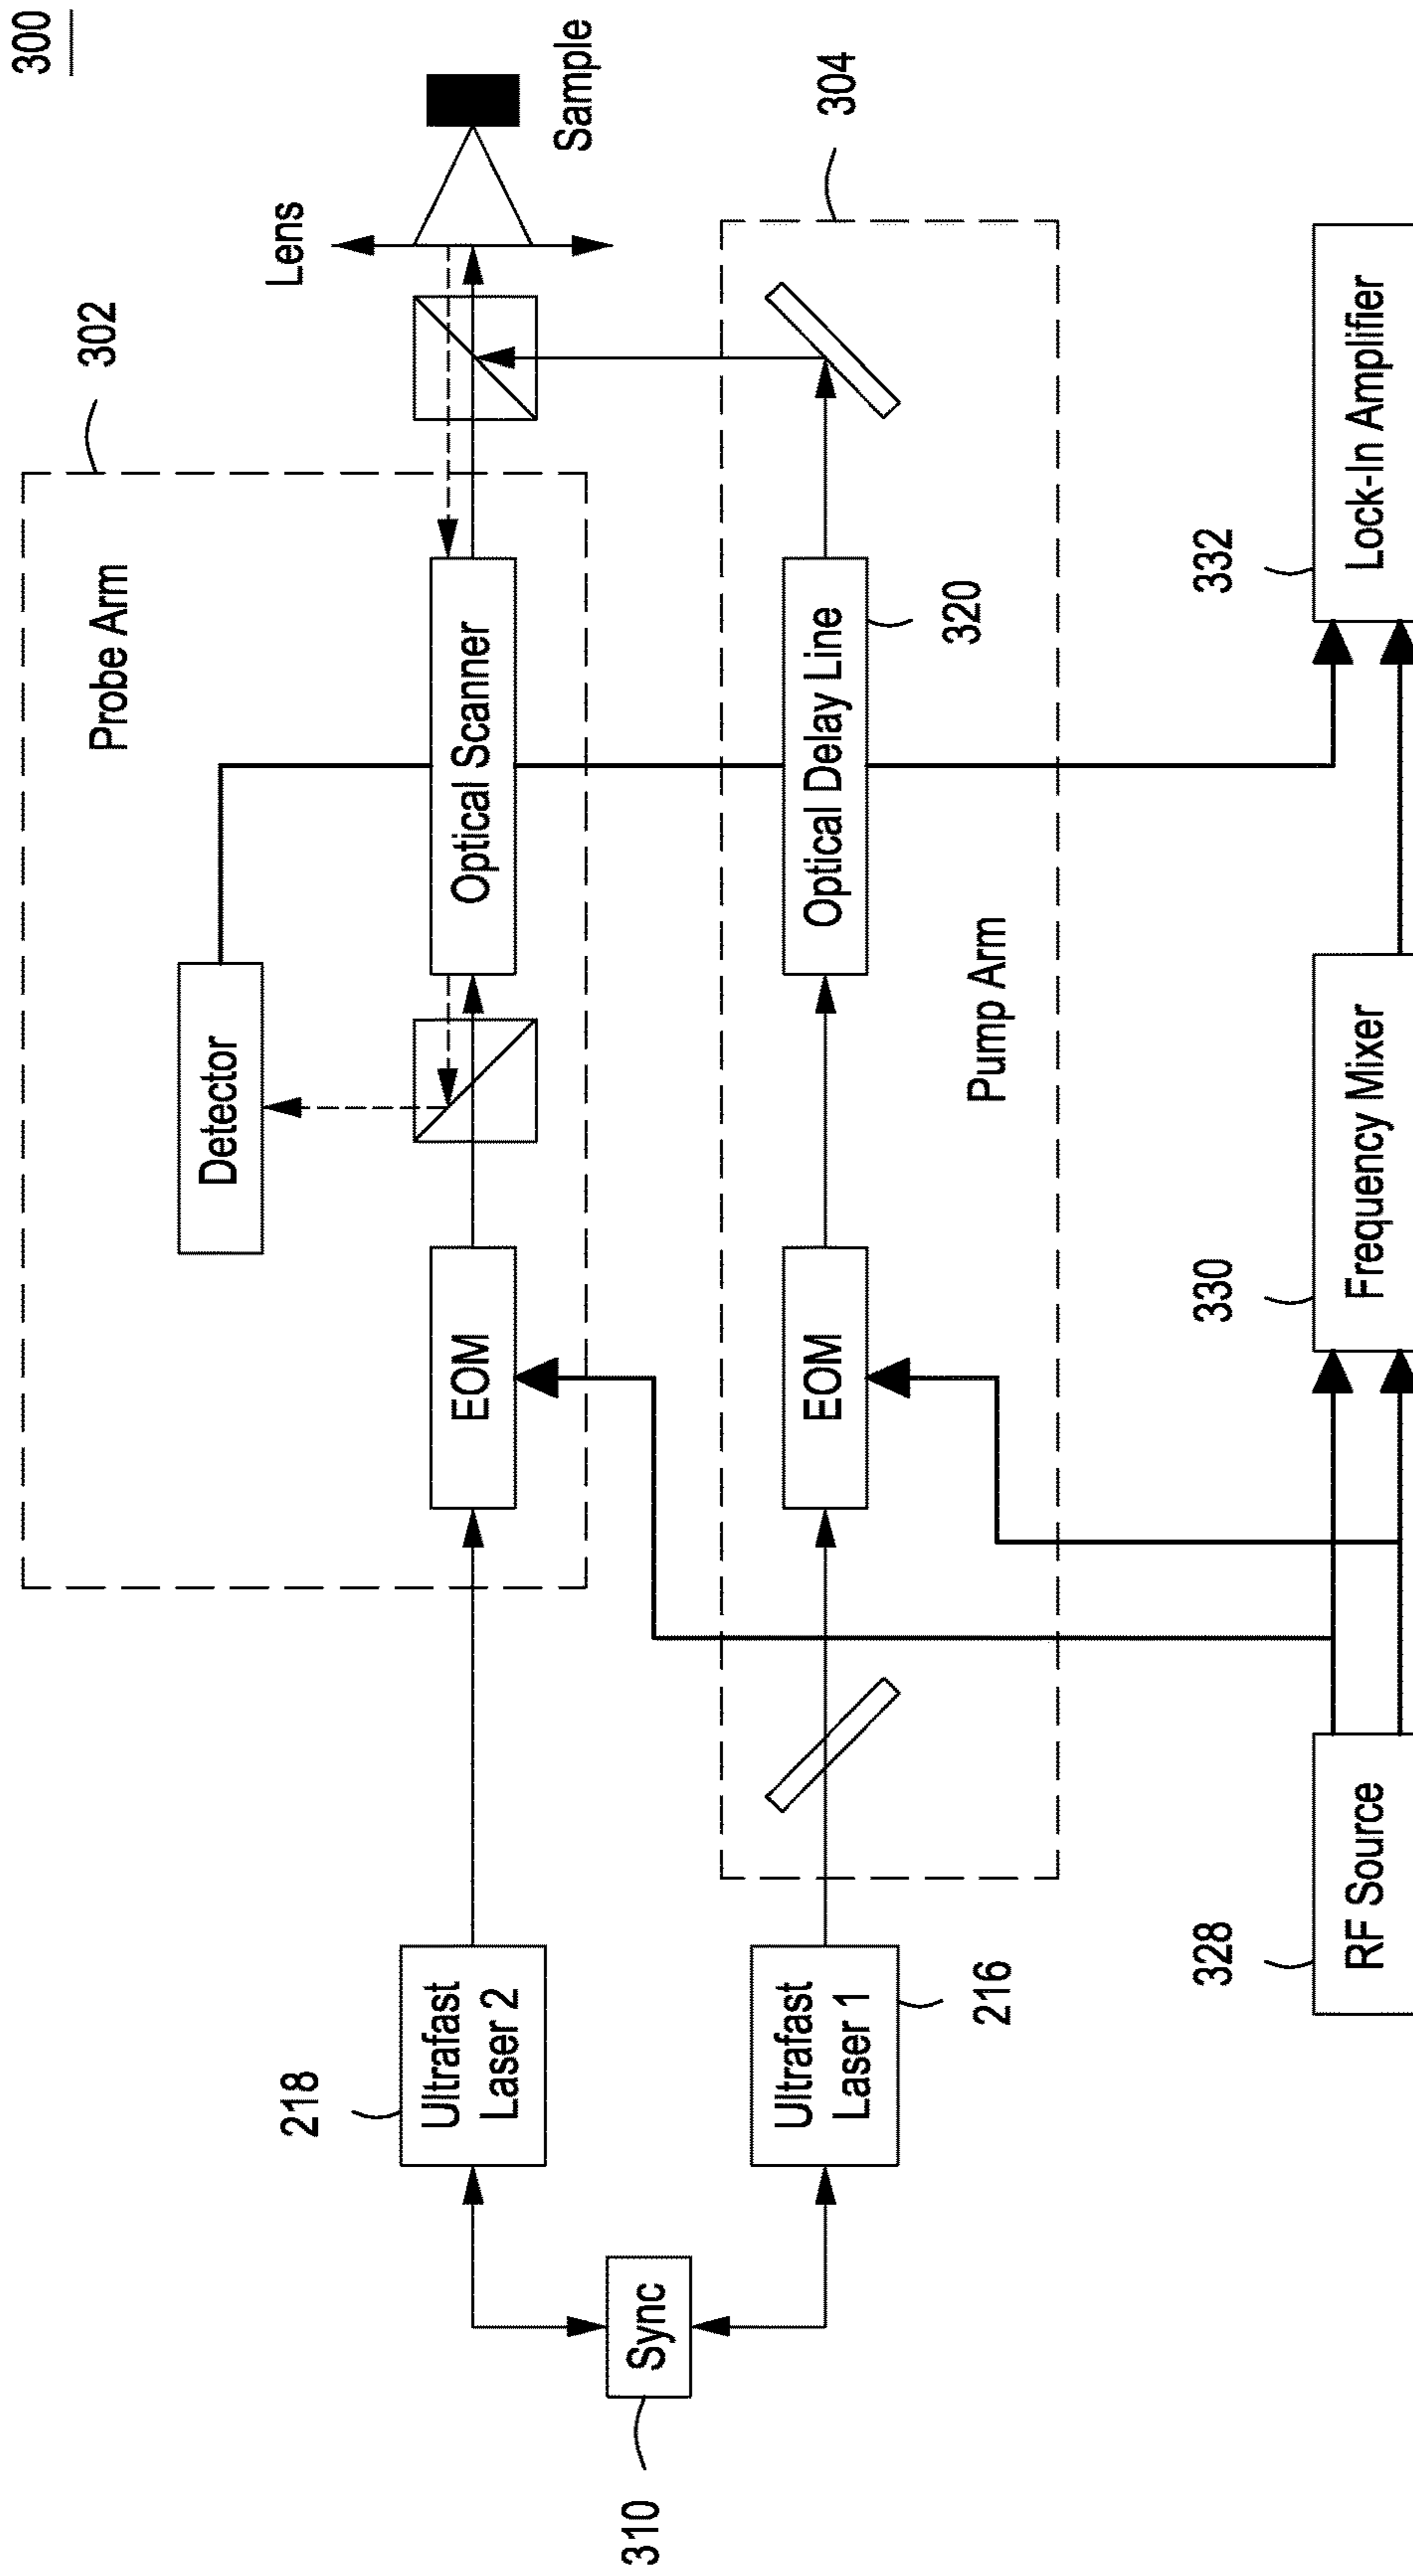 300
302
Probe Arm
Detector
Lens
Sample
218
Ultrafast
Laser 2
EOM
Optical Scanner
310
Sync
304
Ultrafast
Laser 1
216
EOM
Optical Delay Line
320
Pump Arm
328
RF Source
330
Frequency Mixer
332
Lock-In Amplifier